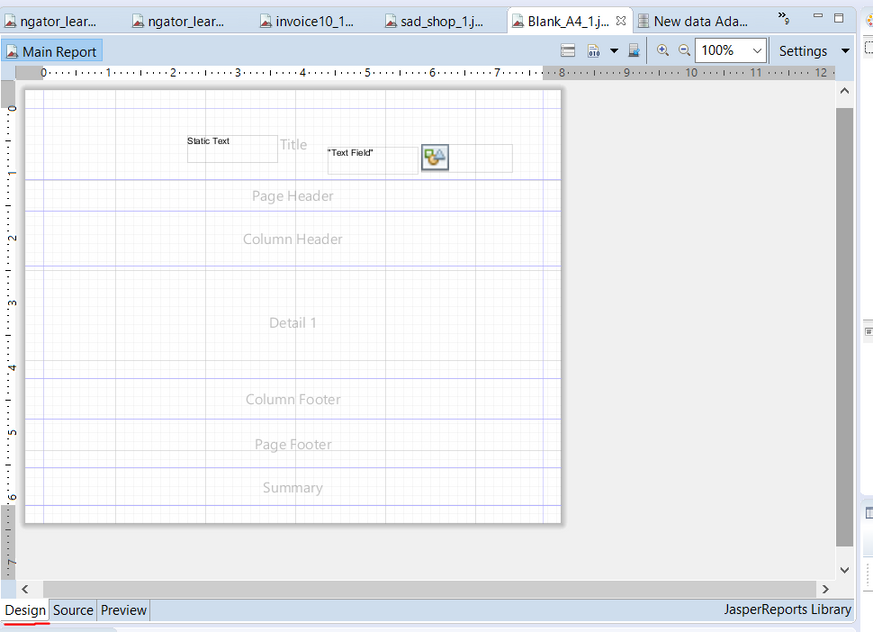 ngator_lear...
ngator_lear...
invoice10_1...
sad_shop_1.j...
Blank_A4_1.j...
New data Ada...
»9
Main Report
100%
Settings
0 1 2 3 4 5 6 7 8 9 10 11 12
0
1
2
3
4
5
6
7
Static Text
Title
"Text Field"
Page Header
Column Header
Detail 1
Column Footer
Page Footer
Summary
Design Source Preview
JasperReports Library